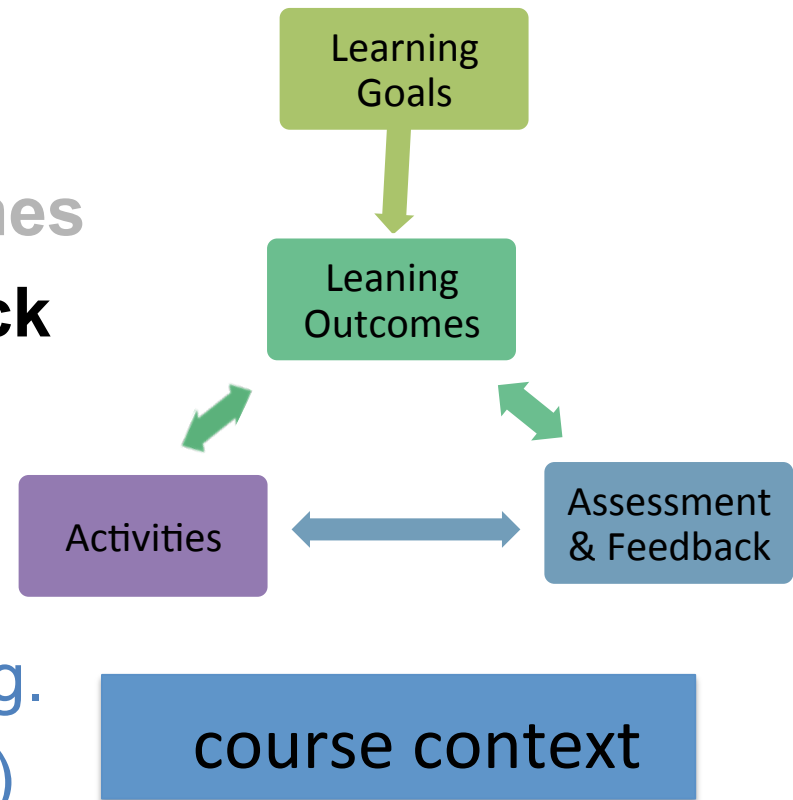 Learning
Goals
nes
ck
Leaning
Outcomes
Activities
Assessment
& Feedback
g.
)
course context